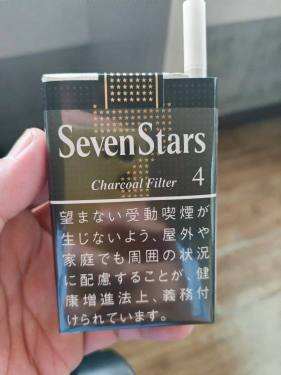 Seven Stars
Charcoal Filter 4
望まない受動喫煙が
生じないよう、屋外や
家庭でも周囲の状況
に配慮することが、健
康増進法上、義務付
けられています。